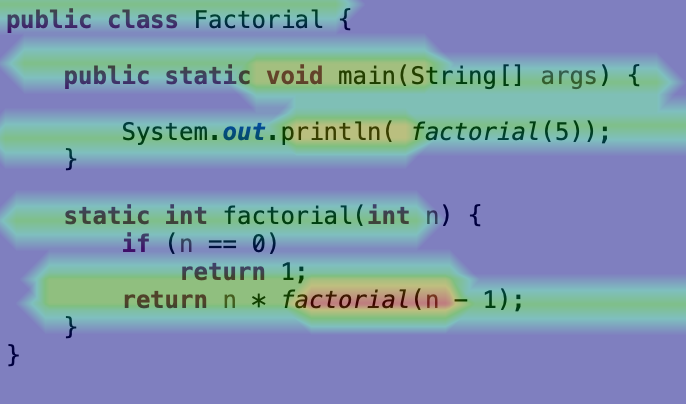 public class Factorial {
public static void main(String[] args) {
System.out.println( factorial(5));
}
static int factorial(int n) {
if (n == 0)
return 1;
return n * factorial(n - 1);
}
}